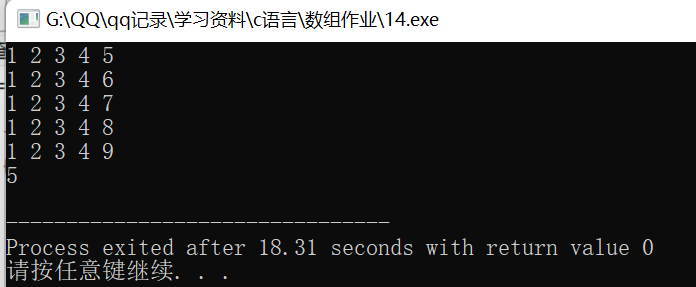 G:\QQ\qq记录\学习资料\c语言\数组作业\14.exe
1 2 3 4 5
1 2 3 4 6
1 2 3 4 7
1 2 3 4 8
1 2 3 4 9
5
--------------------------------
Process exited after 18.31 seconds with return value 0
请按任意键继续. . .